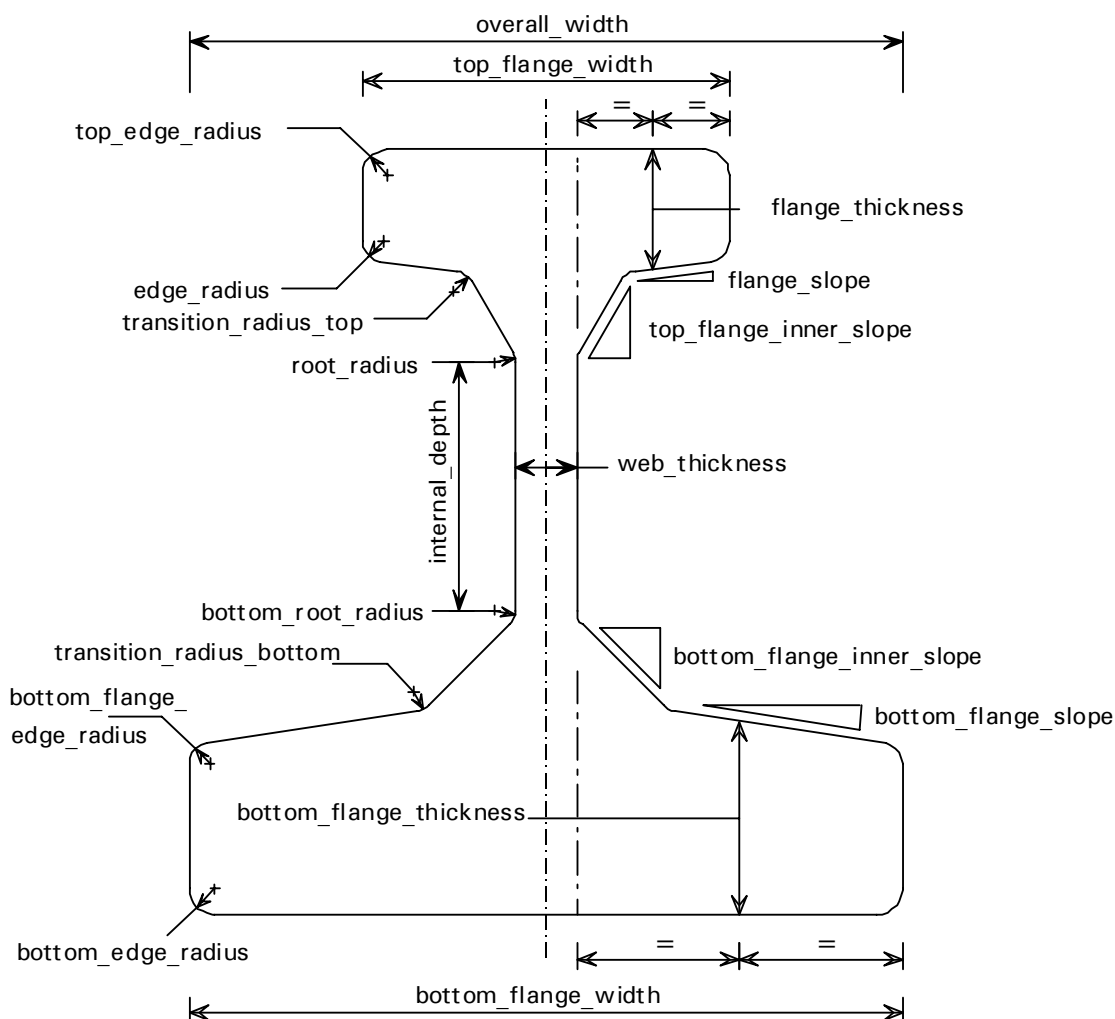 overall_width
top_flange_width
=
=
top_edge_radius
flange_thickness
edge_radius
flange_slope
transition_radius_top
top_flange_inner_slope
root_radius
internal_depth
web_thickness
bottom_root_radius
transition_radius_bottom
bottom_flange_inner_slope
bottom_flange_
edge_radius
bottom_flange_slope
bottom_flange_thickness
bottom_edge_radius
=
=
bottom_flange_width